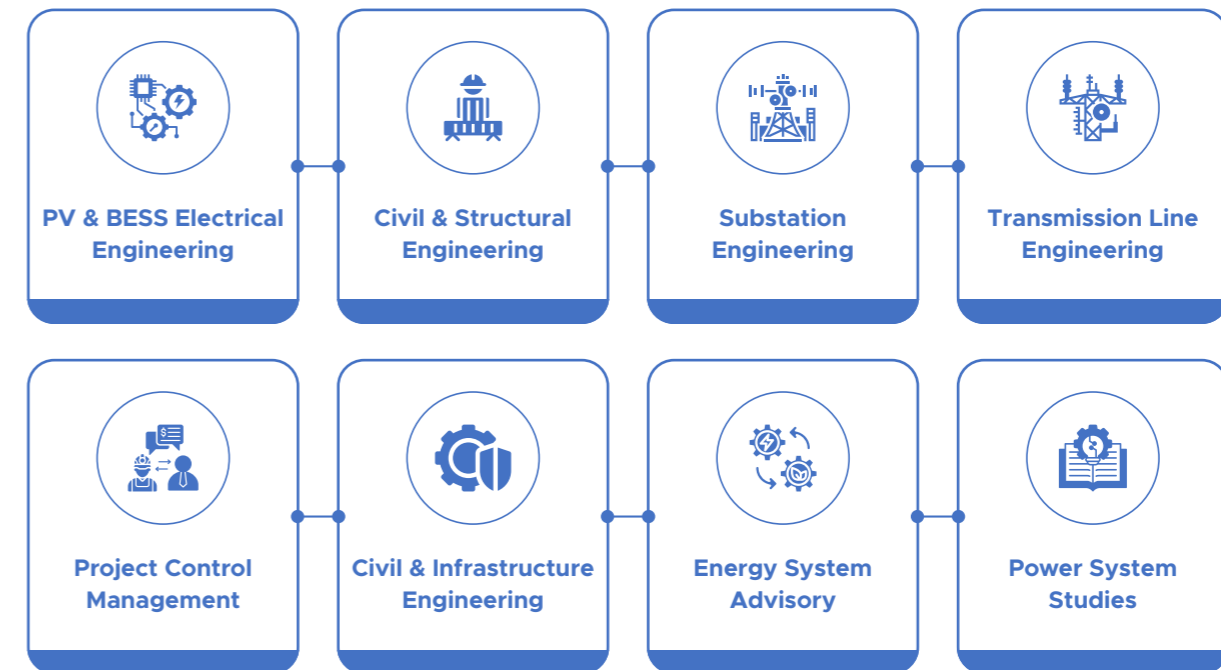 PV & BESS Electrical
Engineering
Civil & Structural
Engineering
Substation
Engineering
Transmission Line
Engineering
Project Control
Management
Civil & Infrastructure
Engineering
Energy System
Advisory
Power System
Studies